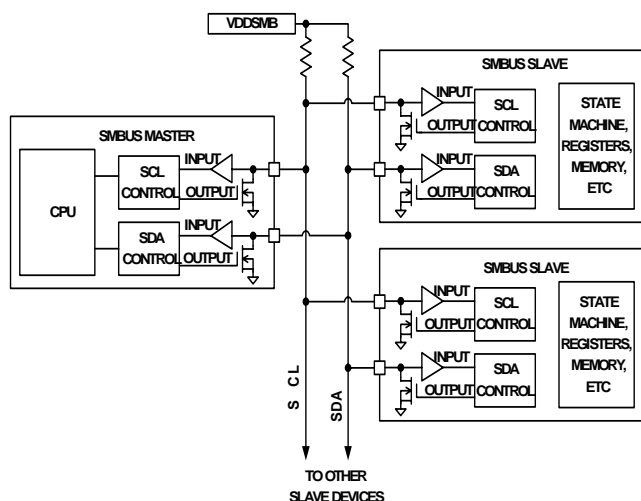 VDDSMB
SMBUS SLAVE
INPUT
OUTPUT
SCL
CONTROL
INPUT
OUTPUT
SDA
CONTROL
STATE
MACHINE,
REGISTERS,
MEMORY,
ETC
SMBUS MASTER
CPU
SCL
CONTROL
INPUT
OUTPUT
SDA
CONTROL
INPUT
OUTPUT
SMBUS SLAVE
INPUT
OUTPUT
SCL
CONTROL
INPUT
OUTPUT
SDA
CONTROL
STATE
MACHINE,
REGISTERS,
MEMORY,
ETC
S CL
SDA
TO OTHER
SLAVE DEVICES